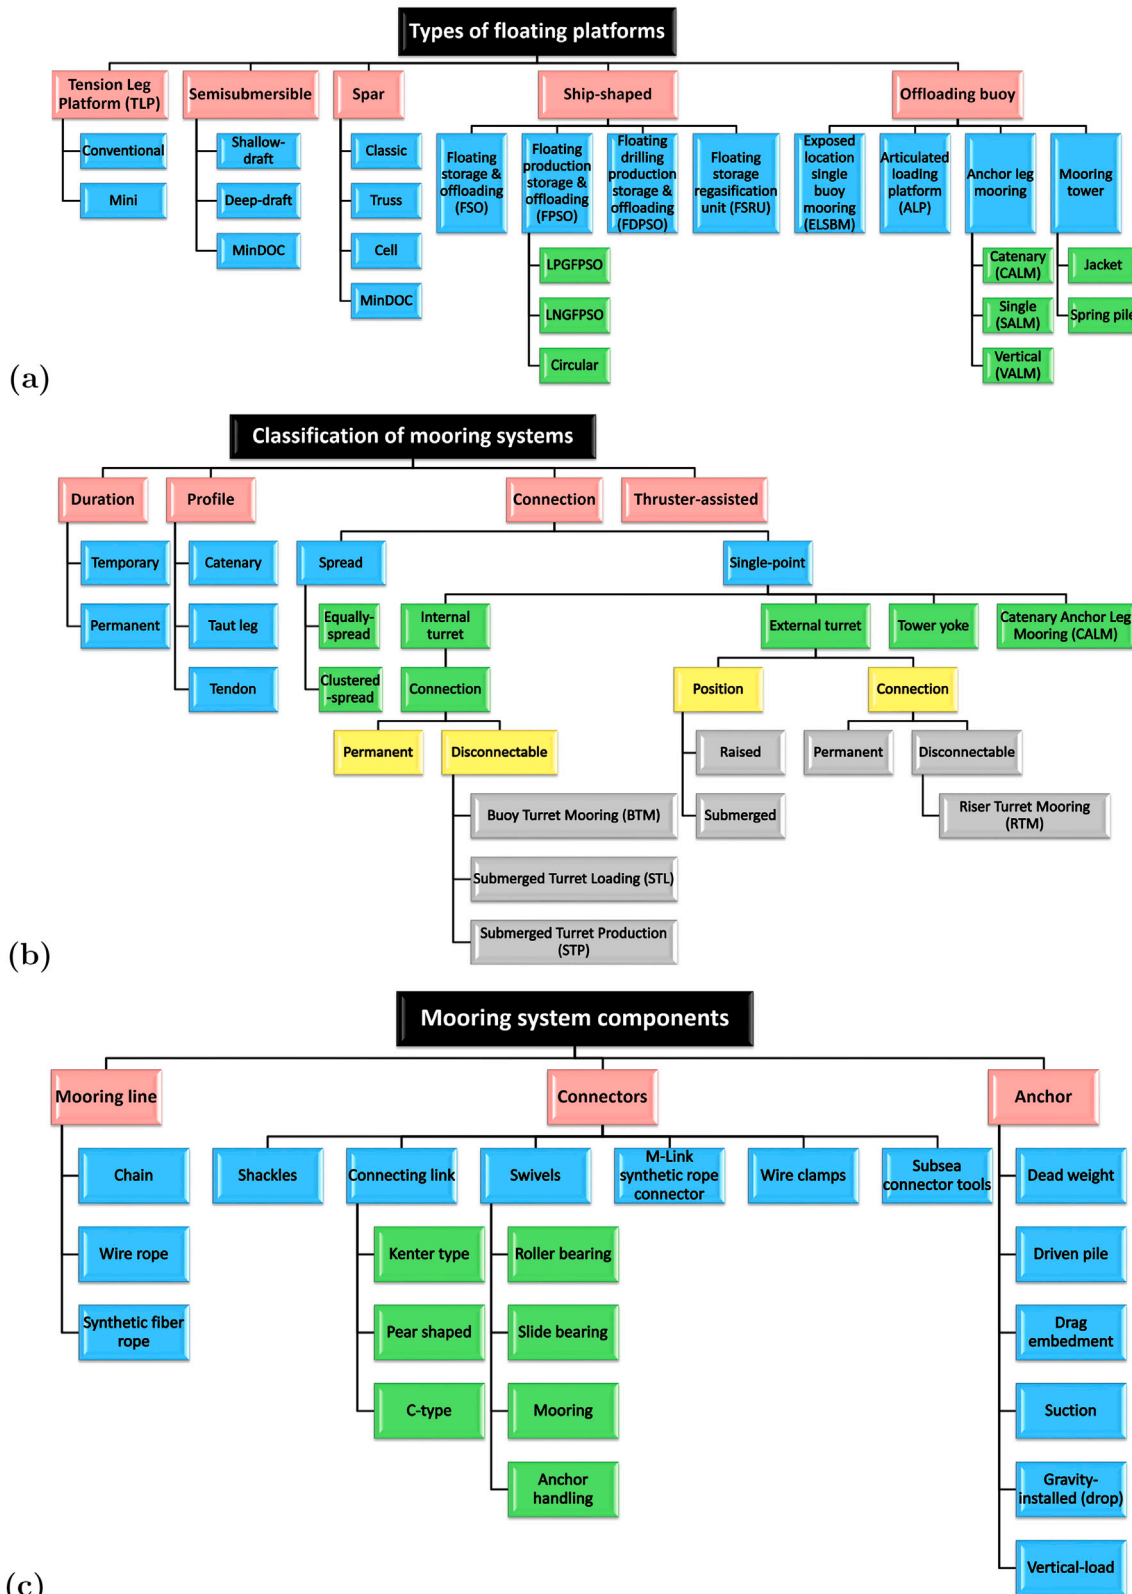 Types of floating platforms
Tension Leg
Platform (TLP)
Semisubmersible
Spar
Ship-shaped
Offloading buoy
Conventional
Mini
Shallow-
draft
Deep-draft
MinDOC
Classic
Truss
Cell
MinDOC
Floating
storage &
offloading
(FSO)
Floating
production
storage &
offloading
(FPSO)
Floating
drilling
production
storage &
offloading
(FDPSO)
Floating
storage
regasification
unit (FSRU)
LPGFPSO
LNGFPSO
Circular
Exposed
location
single
buoy
mooring
(ELSBM)
Articulated
loading
platform
(ALP)
Anchor leg
mooring
Mooring
tower
Catenary
(CALM)
Single
(SALM)
Vertical
(VALM)
Jacket
Spring pile
(a)
Classification of mooring systems
Duration
Profile
Connection
Thruster-assisted
Temporary
Permanent
Catenary
Taut leg
Tendon
Spread
Single-point
Equally-
spread
Clustered
-spread
Internal
turret
External turret
Tower yoke
Catenary Anchor Leg
Mooring (CALM)
Connection
Permanent
Disconnectable
Buoy Turret Mooring (BTM)
Submerged Turret Loading (STL)
Submerged Turret Production
(STP)
Position
Connection
Raised
Submerged
Permanent
Disconnectable
Riser Turret Mooring
(RTM)
(b)
Mooring system components
Mooring line
Connectors
Anchor
Chain
Wire rope
Synthetic fiber
rope
Shackles
Connecting link
Swivels
M-Link
synthetic rope
connector
Wire clamps
Subsea
connector tools
Kenter type
Pear shaped
C-type
Roller bearing
Slide bearing
Mooring
Anchor
handling
Dead weight
Driven pile
Drag
embedment
Suction
Gravity-
installed (drop)
Vertical-load
(c)